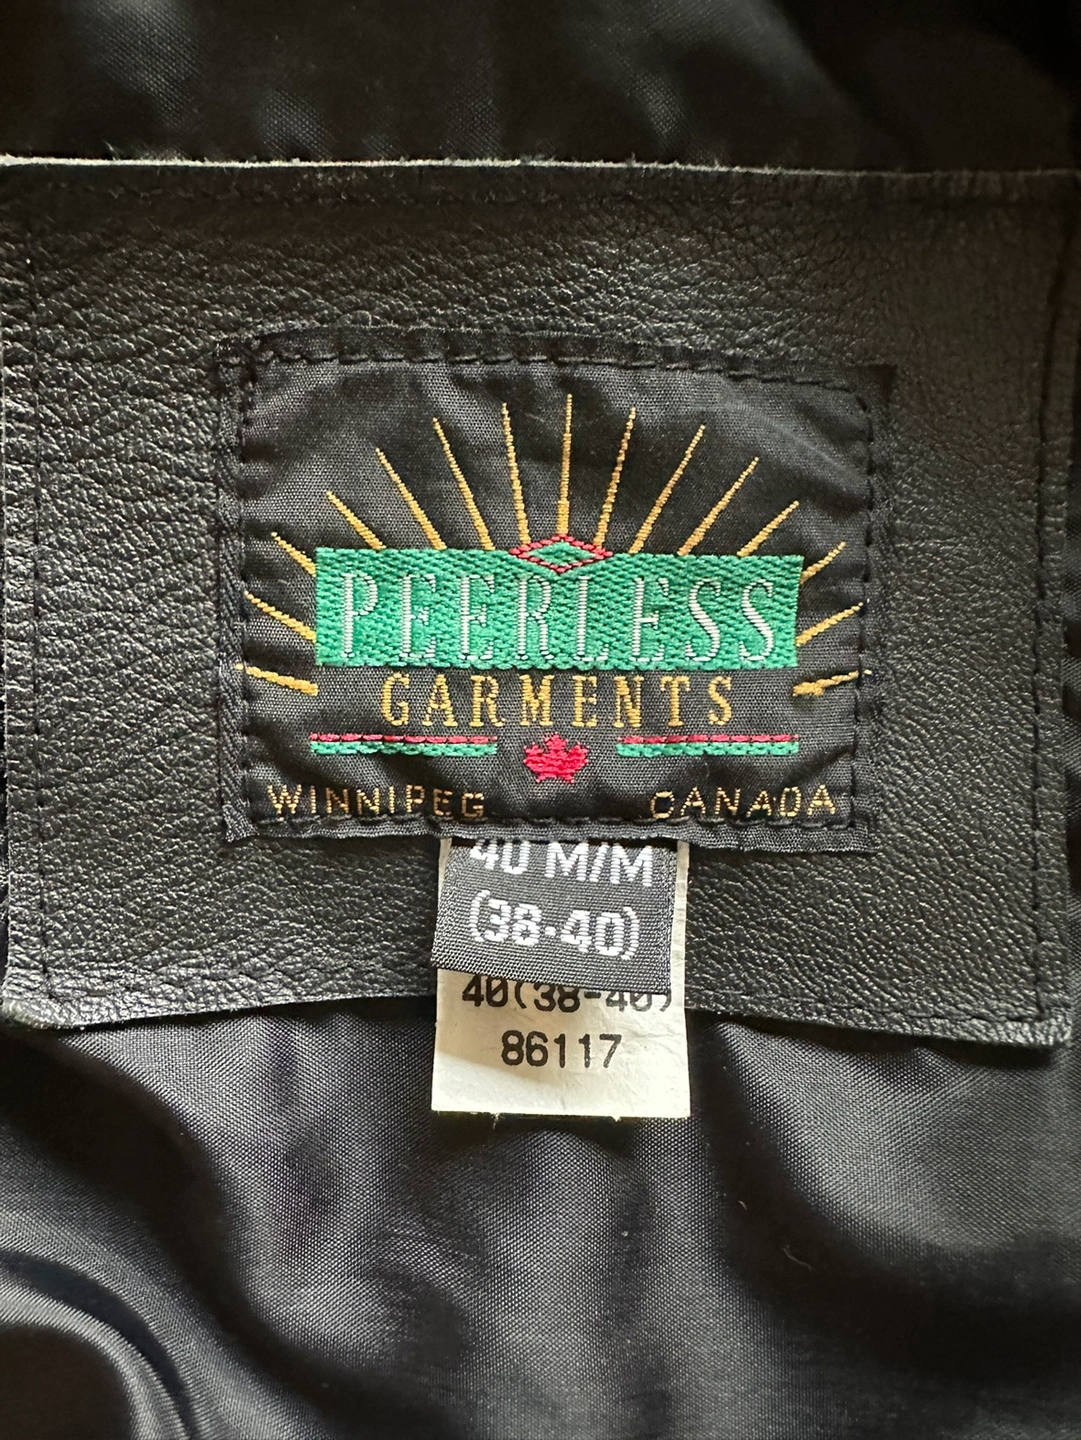 PEERLESS
GARMENTS
WINNIPEG CANADA
40 M/M
(38-40)
40(38-40)
86117